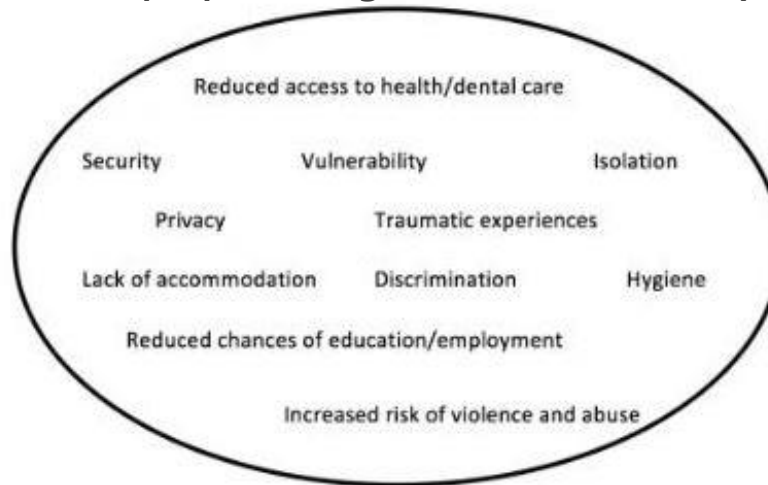 Reduced access to health/dental care
Security Vulnerability Isolation
Privacy Traumatic experiences
Lack of accommodation Discrimination Hygiene
Reduced chances of education/employment
Increased risk of violence and abuse